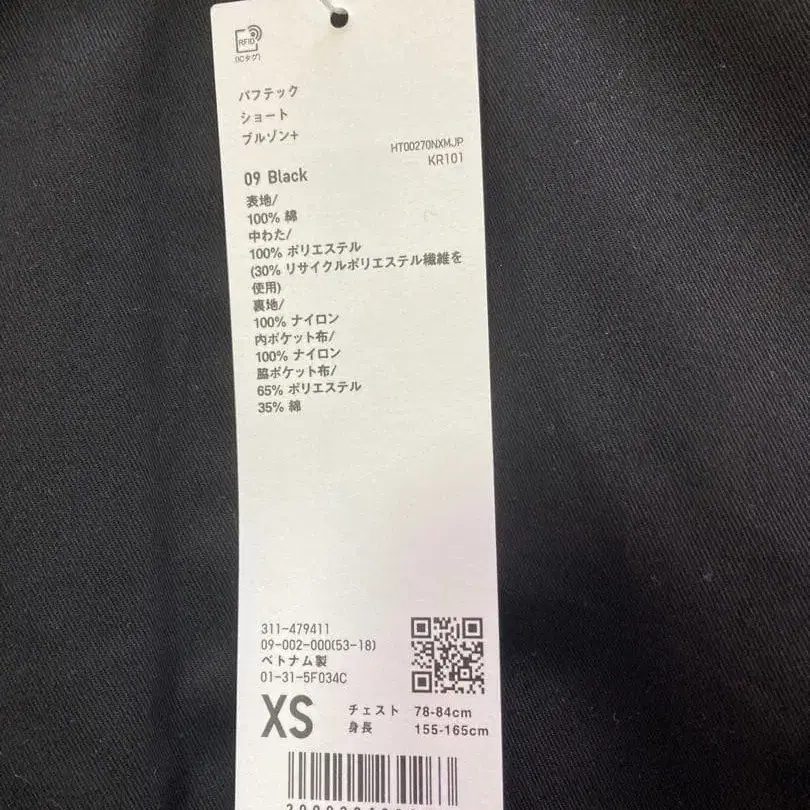 RFID
(ICタグ)
パフテック
ショート
ブルゾン+
HT00270NXMJP
KR101
09 Black
表地/
100% 綿
中わた/
100% ポリエステル
(30% リサイクルポリエステル繊維を
使用)
裏地/
100% ナイロン
内ポケット布/
100% ナイロン
脇ポケット布/
65% ポリエステル
35% 綿
311-479411
09-002-000(53-18)
ベトナム製
01-31-5F034C
XS
チェスト 78-84cm
身長 155-165cm